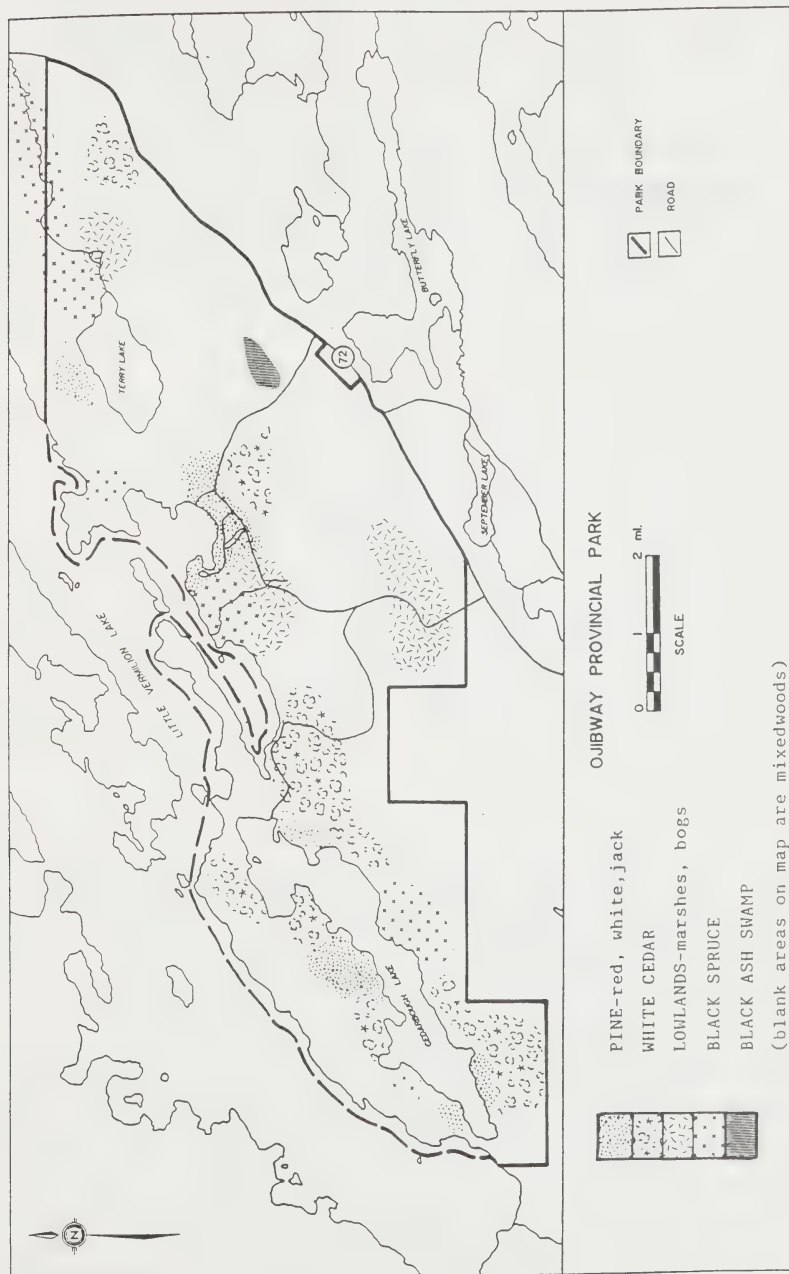 N
LITTLE VERMILION LAKE
TERRY LAKE
CEDARBOUGH LAKE
72
BUTTERFLY LAKE
SEPTEMBER LAKE
OJIBWAY PROVINCIAL PARK
0 1 2 mi.
SCALE
PARK BOUNDARY
ROAD
PINE-red, white,jack
WHITE CEDAR
LOWLANDS-marshes, bogs
BLACK SPRUCE
BLACK ASH SWAMP
(blank areas on map are mixedwoods)